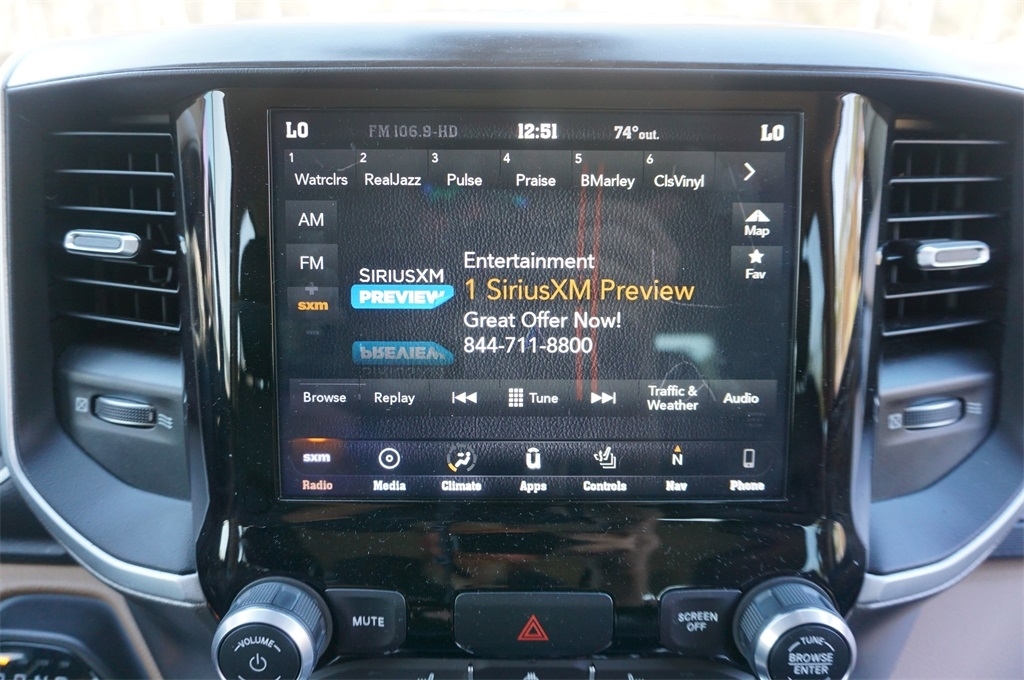 LO FM 106.9-HD 12:51 74° out. LO
1 2 3 4 5 6
Watrclrs RealJazz Pulse Praise BMarley ClsVinyl
AM
Map
FM
Fav
sxm
SIRIUSXM
PREVIEW
Entertainment
1 SiriusXM Preview
Great Offer Now!
844-711-8800
Browse Replay Tune Traffic & Weather Audio
sxm N
Radio Media Climate Apps Controls Nav Phone
VOLUME
MUTE
SCREEN OFF
TUNE
BROWSE
ENTER